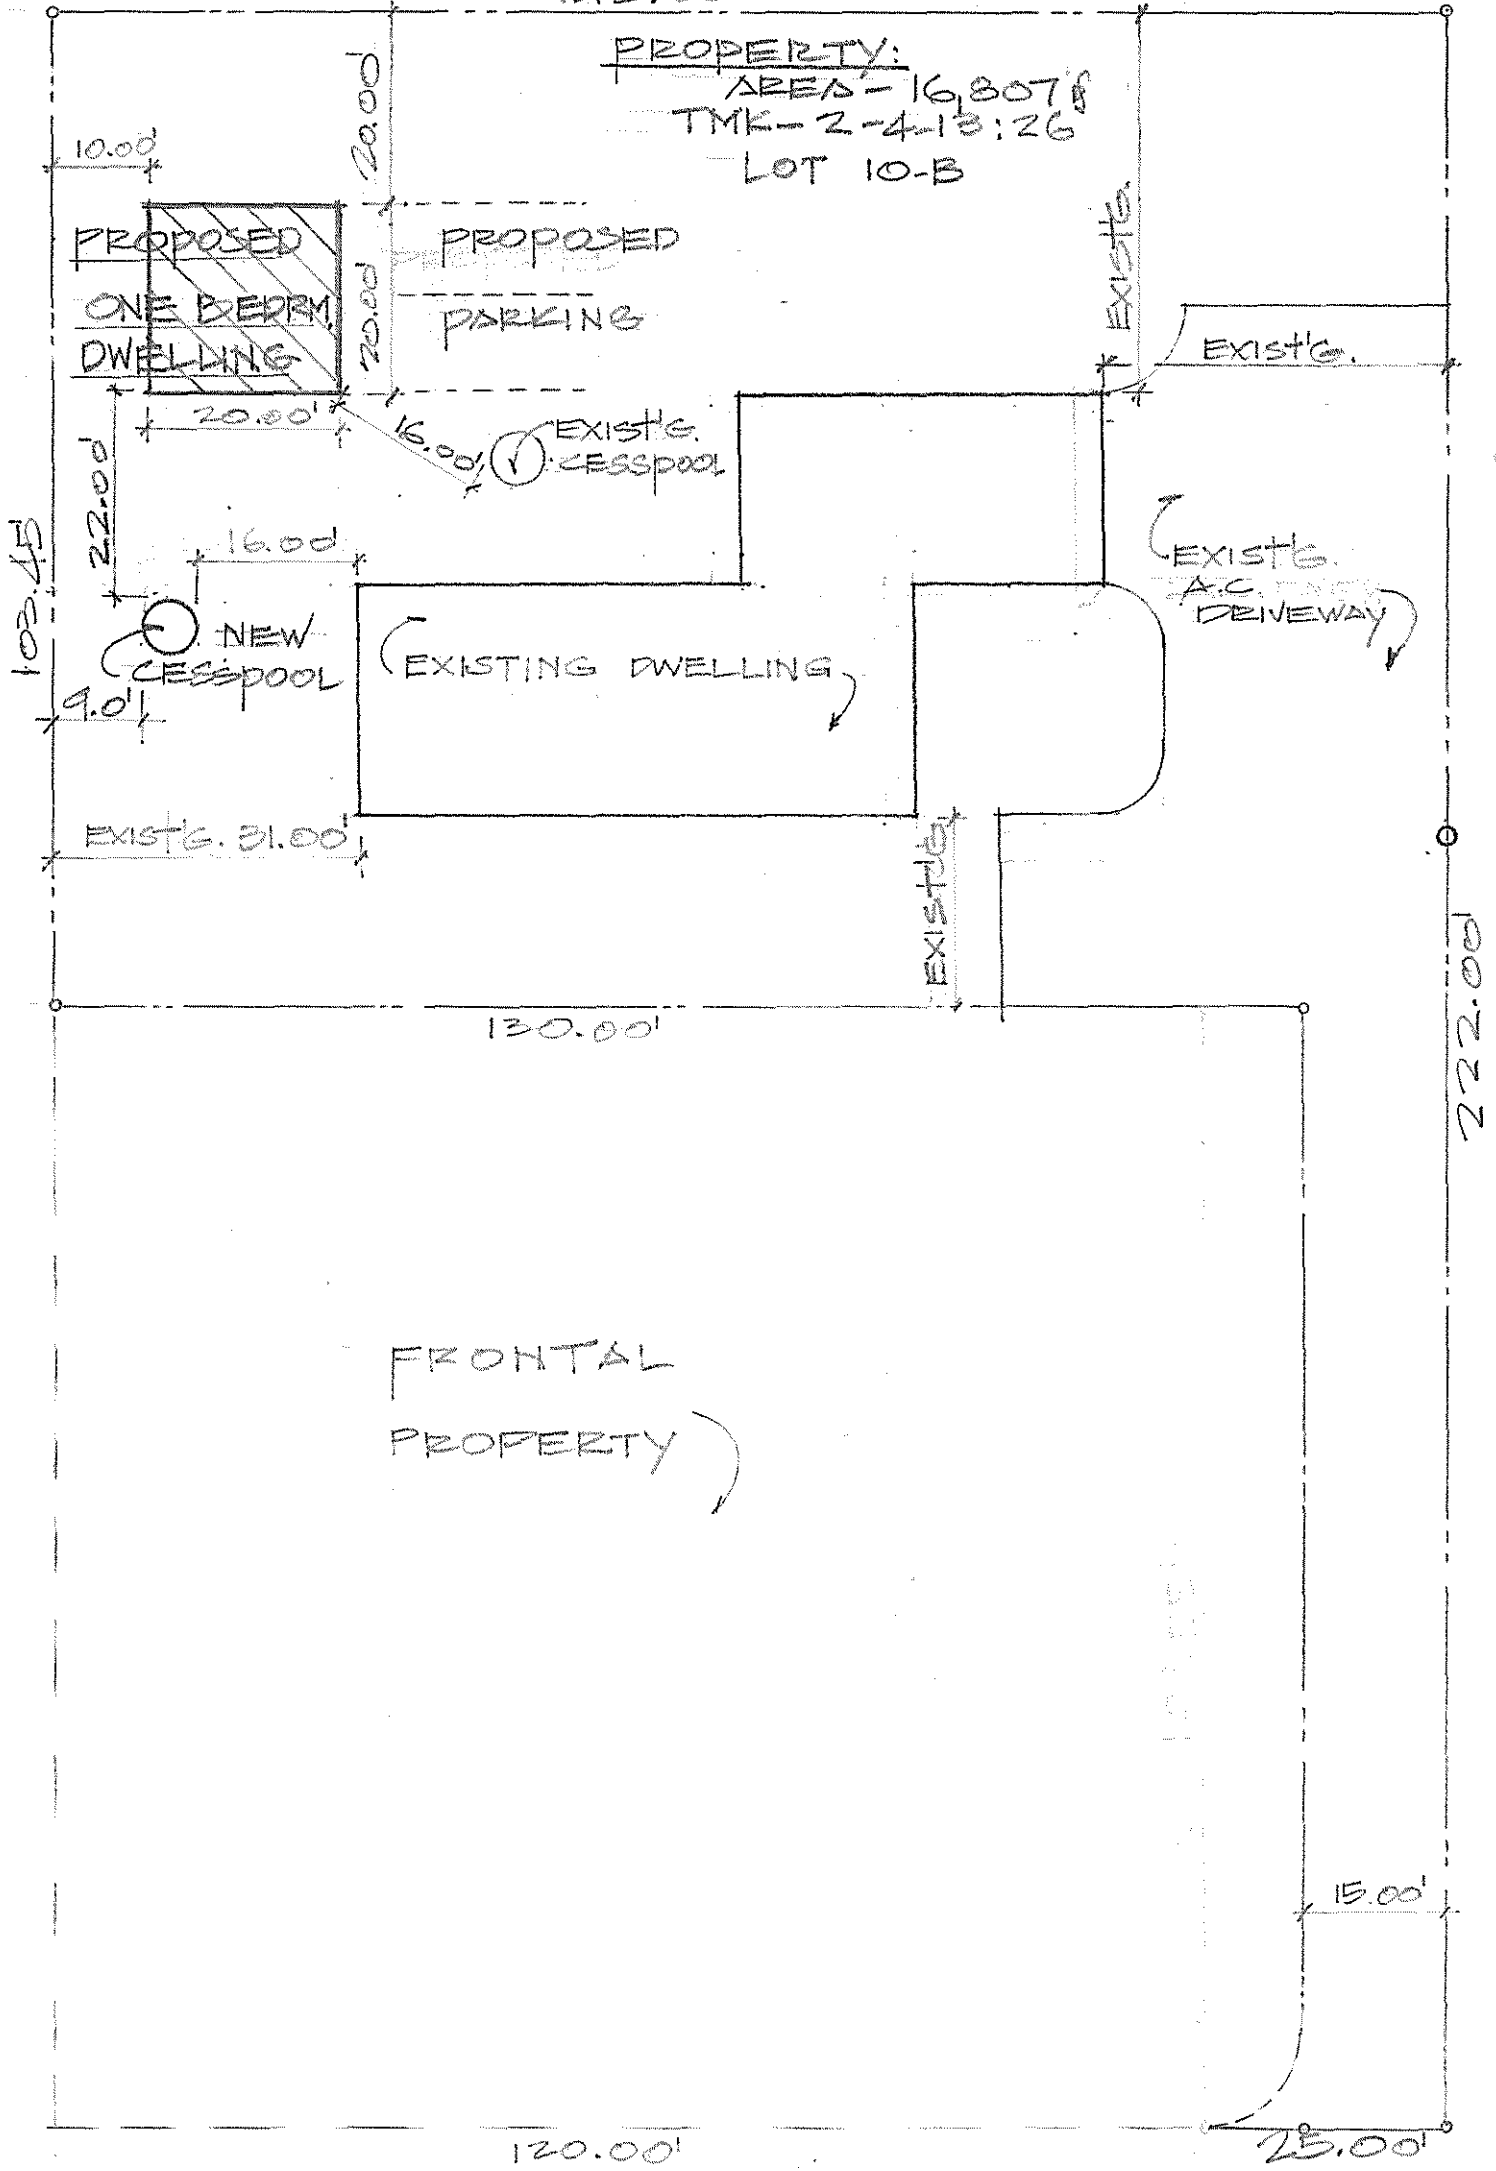 PROPERTY:
AREA - 16,807
TMK - 2-4-13:26
LOT 10-B
10.00'
20.00'
PROPOSED
ONE BEDRM.
DWELLING
20.00'
PROPOSED
PARKING
EXIST'G.
EXIST'G.
20.00'
22.00'
16.00'
EXIST'G.
CESSPOOL
103.45'
16.00'
NEW
CESSPOOL
9.0'
EXISTING DWELLING
EXIST'G.
A.C.
DRIVEWAY
EXIST'G. 31.00'
EXIST'G.
130.00'
222.00'
FRONTAL
PROPERTY
15.00'
120.00'
25.00'